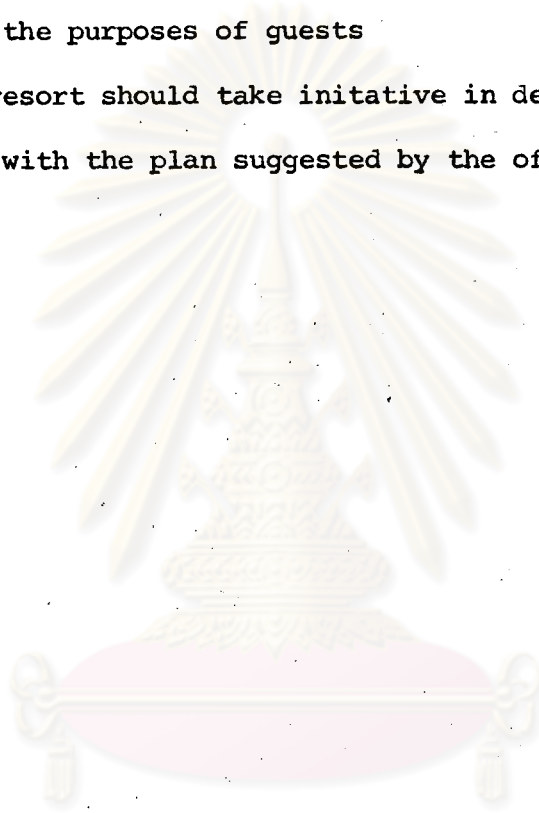 the purposes of guests
resort should take initative in de
with the plan suggested by the of